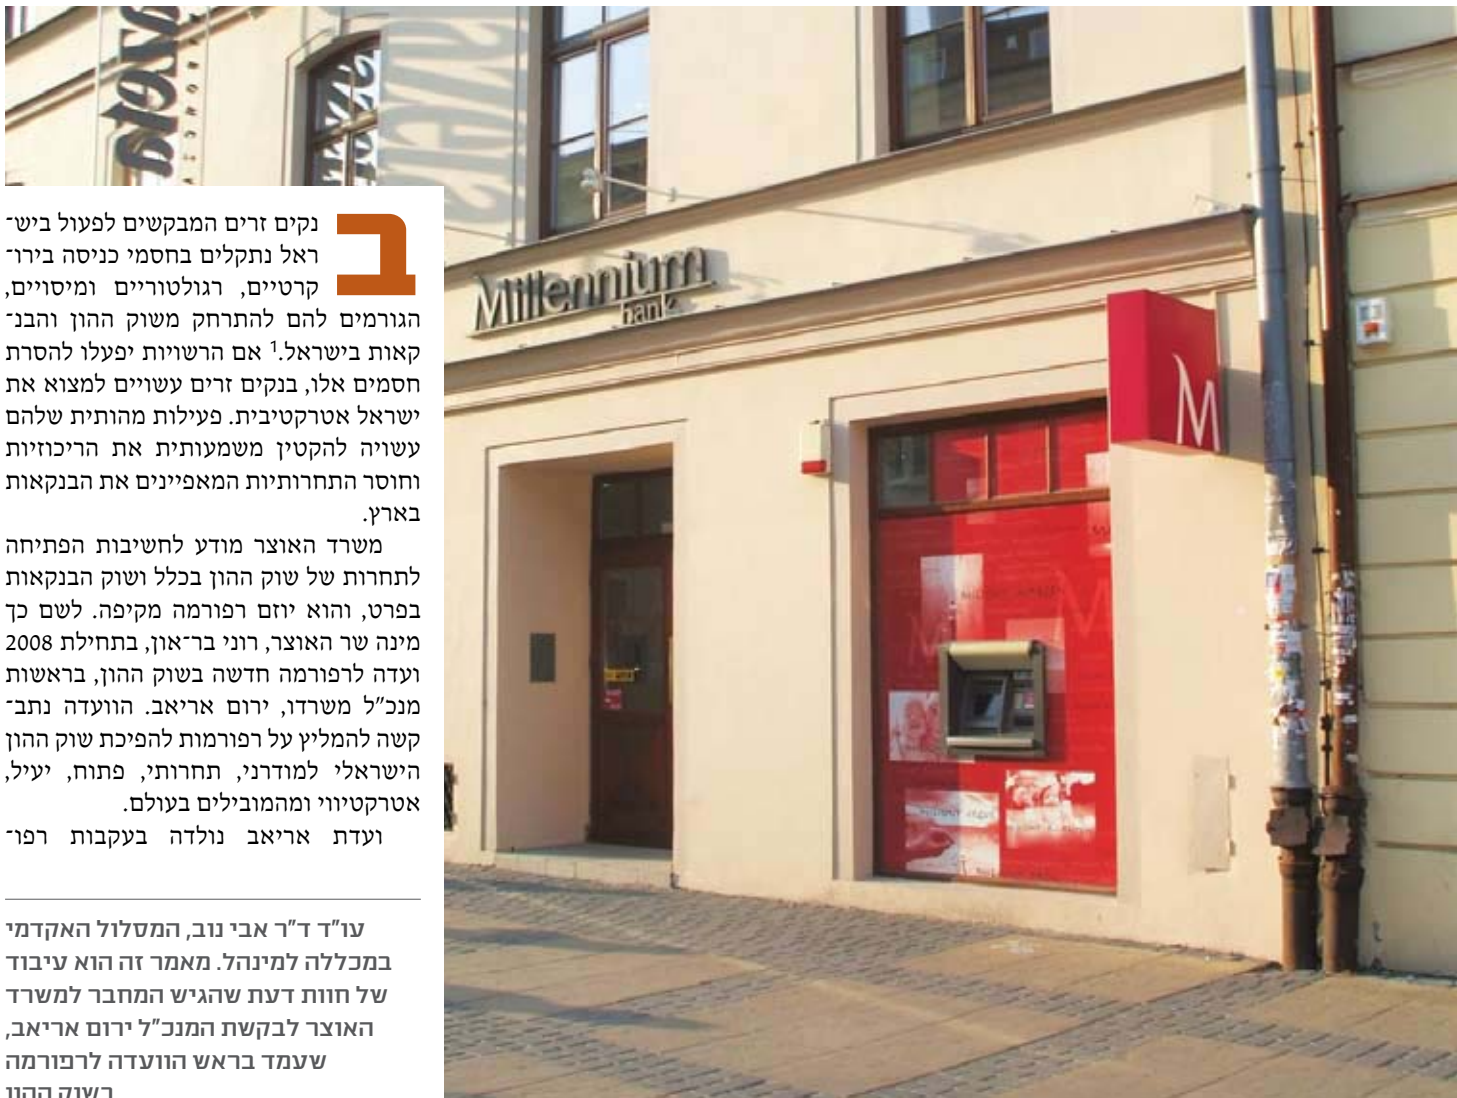 Millennium
bank
M
בנקים זרים המבקשים לפעול ביש־
ראל נתקלים בחסמי כניסה בירו־
קרטיים, רגולטוריים ומיסויים,
הגורמים להם להתרחק משוק ההון והבנ־
קאות בישראל.1 אם הרשויות יפעלו להסרת
חסמים אלו, בנקים זרים עשויים למצוא את
ישראל אטרקטיבית. פעילות מהותית שלהם
עשויה להקטין משמעותית את הריכוזיות
וחוסר התחרותיות המאפיינים את הבנקאות
בארץ.
משרד האוצר מודע לחשיבות הפתיחה
לתחרות של שוק ההון בכלל ושוק הבנקאות
בפרט, והוא יוזם רפורמה מקיפה. לשם כך
מינה שר האוצר, רוני בר־און, בתחילת 2008
ועדה לרפורמה חדשה בשוק ההון, בראשות
מנכ"ל משרדו, ירום אריאב. הוועדה נתב־
קשה להמליץ על רפורמות להפיכת שוק ההון
הישראלי למודרני, תחרותי, פתוח, יעיל,
אטרקטיווי ומהמובילים בעולם.
ועדת אריאב נולדה בעקבות רפו־
עו"ד ד"ר אבי נוב, המסלול האקדמי
במכללה למינהל. מאמר זה הוא עיבוד
של חוות דעת שהגיש המחבר למשרד
האוצר לבקשת המנכ"ל ירום אריאב,
שעמד בראש הוועדה לרפורמה
בשוק ההון